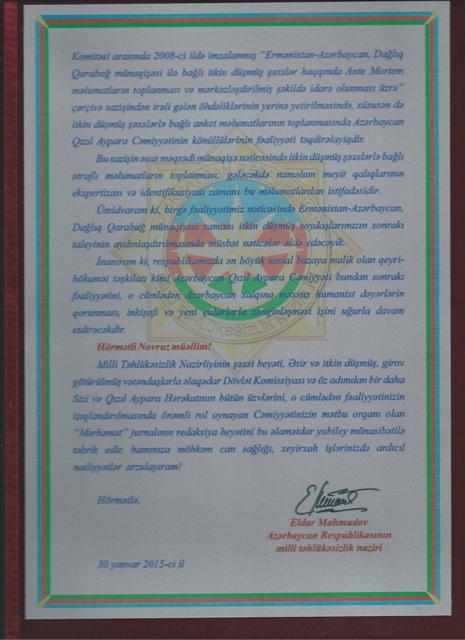 Komitəsi arasında 2008-ci ildə imzalanmış "Ermənistan-Azərbaycan, Dağlıq
Qarabağ münaqişəsi ilə bağlı itkin düşmüş şəxslər haqqında Ante Mortem
məlumatların toplanması və mərkəzləşdirilmiş şəkildə idarə olunması üzrə"
çərçivə sazişindən irəli gələn öhdəliklərinin yerinə yetirilməsində, xüsusən də
itkin düşmüş şəxslərlə bağlı anket məlumatlarının toplanmasında Azərbaycan
Qızıl Aypara Cəmiyyətinin könüllülərinin fəaliyyəti təqdirəlayiqdir.
Bu sazişin əsas məqsədi münaqişə nəticəsində itkin düşmüş şəxslərlə bağlı
ətraflı məlumatların toplanması, gələcəkdə naməlum meyit qalıqlarının
ekspertizası və identifikasiyası zamanı bu məlumatlardan istifadəsidir.
Ümidvaram ki, birgə fəaliyyətimiz nəticəsində Ermənistan-Azərbaycan,
Dağlıq Qarabağ münaqişəsi zamanı itkin düşmüş soydaşlarımızın sonrakı
taleyinin aydınlaşdırılmasında müsbət nəticələr əldə edəcəyik.
İnanıram ki, respublikamızda ən böyük sosial bazaya malik olan qeyri-
hökumət təşkilatı kimi Azərbaycan Qızıl Aypara Cəmiyyəti bundan sonrakı
fəaliyyətini, o cümlədən Azərbaycan xalqına məxsus humanist dəyərlərin
qorunması, inkişafı və yeni çalarlarla zənginləşməsi işini uğurla davam
etdirəcəkdir.
Hörmətli Novruz müəllim!
Milli Təhlükəsizlik Nazirliyinin şəxsi heyəti, Əsir və itkin düşmüş, girov
götürülmüş vətəndaşlarla əlaqədar Dövlət Komissiyası və öz adımdan bir daha
Sizi və Qızıl Aypara Hərəkatının bütün üzvlərini, o cümlədən fəaliyyətinizin
işıqlandırılmasında önəmli rol oynayan Cəmiyyətinizin mətbu orqanı olan
"Mərhəmət" jurnalının redaksiya heyətini bu əlamətdar yubiley münasibətilə
təbrik edir, hamınıza möhkəm can sağlığı, xeyirxah işlərinizdə ardıcıl
nailiyyətlər arzulayıram!
Hörmətlə,
Eldar Mahmudov
Azərbaycan Respublikasının
milli təhlükəsizlik naziri
30 yanvar 2015-ci il